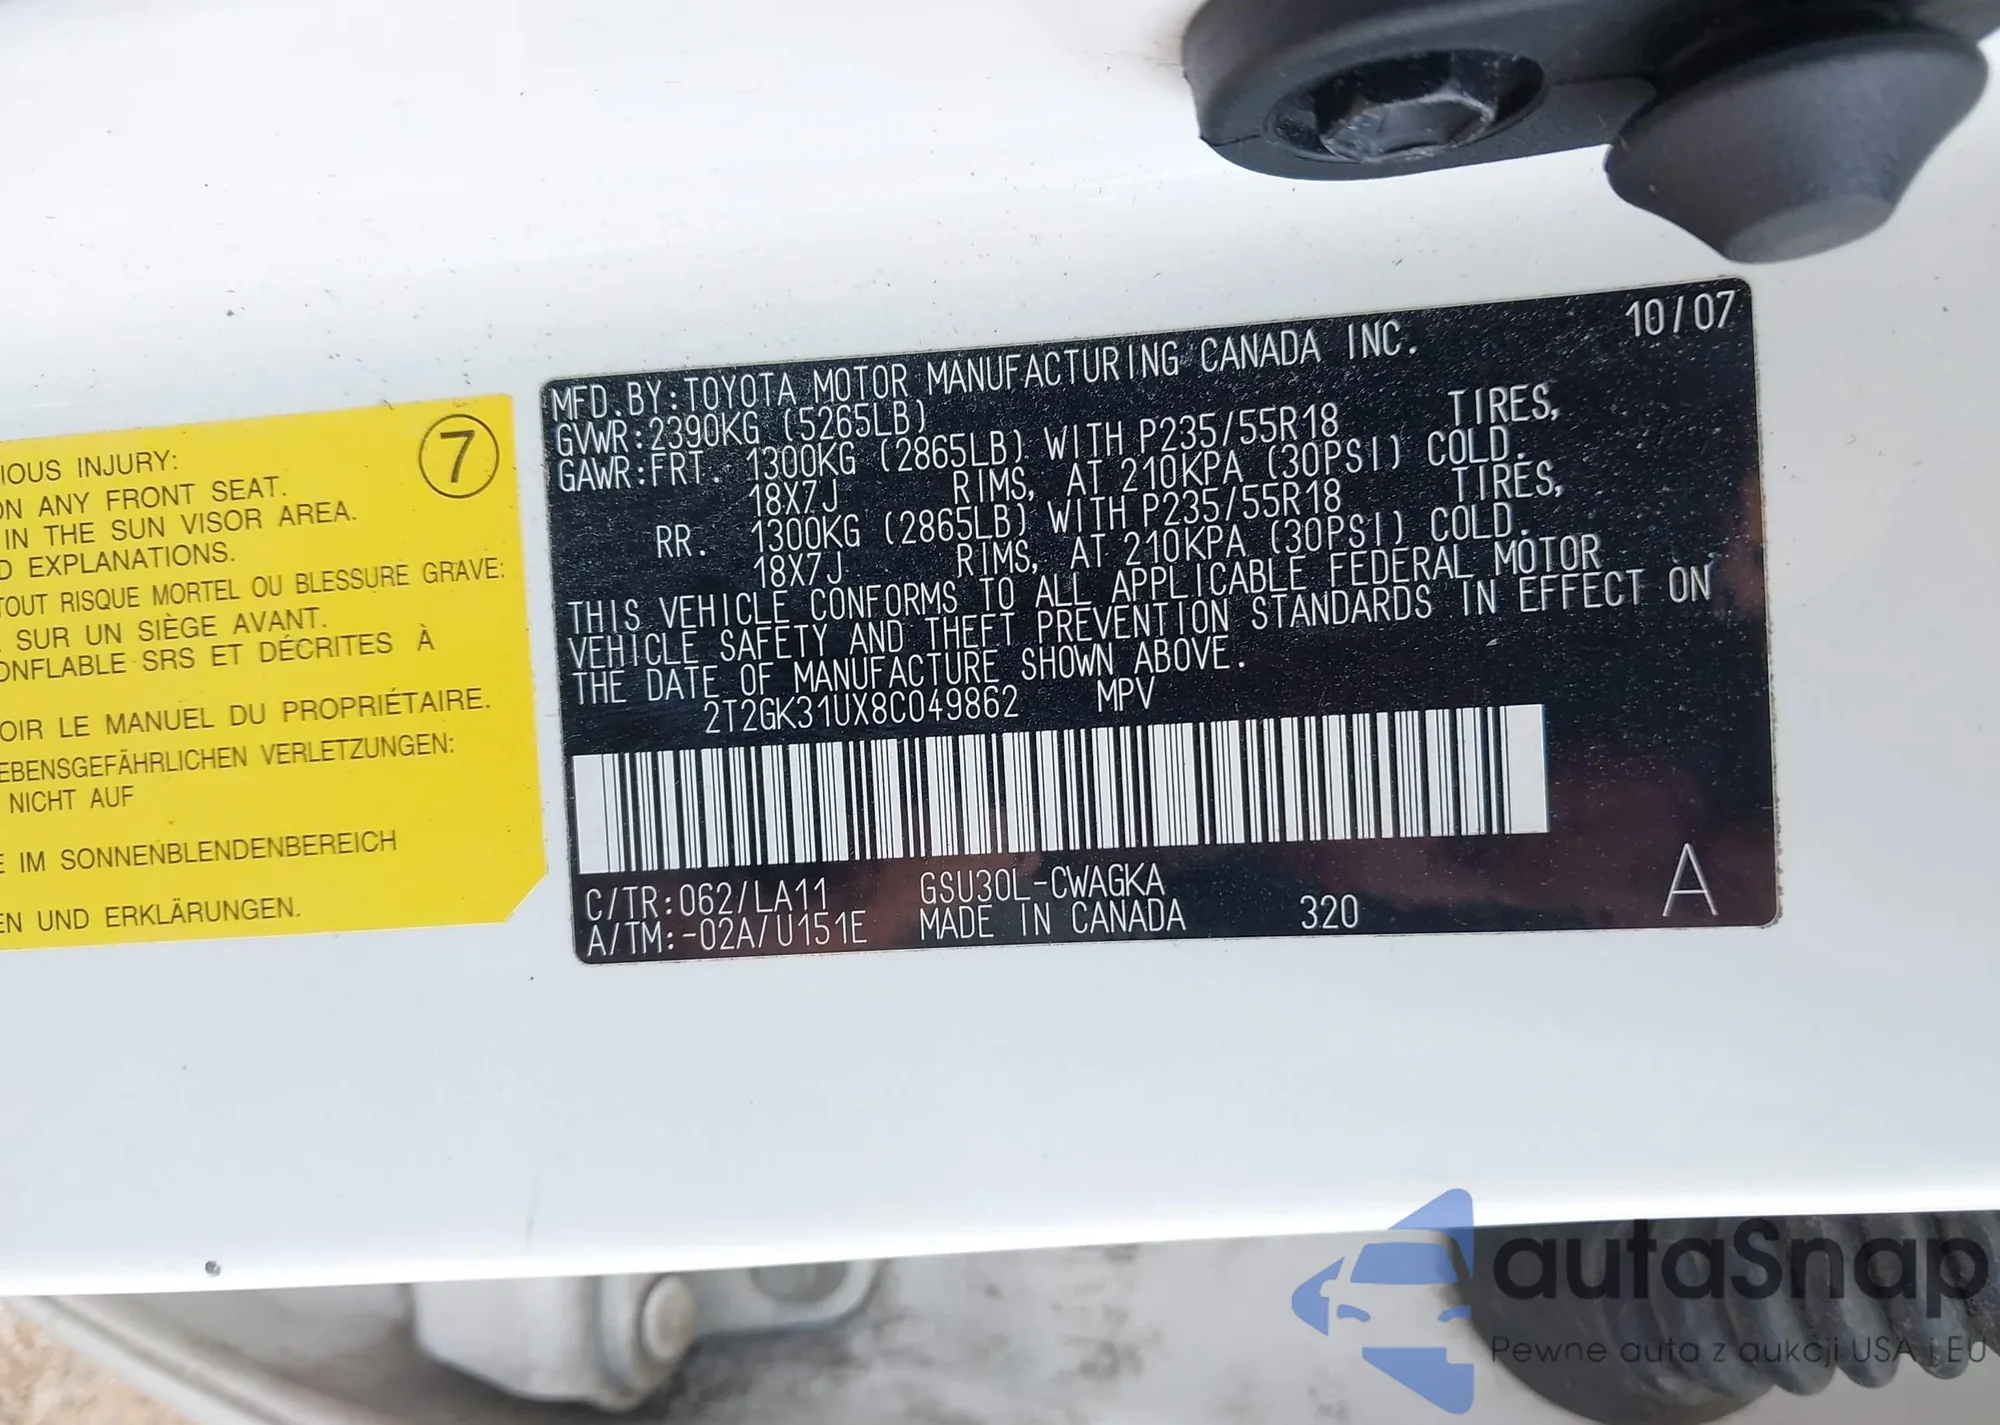 IOUS INJURY:
ON ANY FRONT SEAT.
IN THE SUN VISOR AREA.
D EXPLANATIONS.
TOUT RISQUE MORTEL OU BLESSURE GRAVE:
SUR UN SIÈGE AVANT.
ONFLABLE SRS ET DÉCRITES À
OIR LE MANUEL DU PROPRIÉTAIRE.
EBENSGEFÄHRLICHEN VERLETZUNGEN:
NICHT AUF
E IM SONNENBLENDENBEREICH
EN UND ERKLÄRUNGEN.
7
10/07
MFD.BY:TOYOTA MOTOR MANUFACTURING CANADA INC.
GVWR:2390KG (5265LB)
GAWR:FRT. 1300KG (2865LB) WITH P235/55R18 TIRES,
18X7J RIMS, AT 210KPA (30PSI) COLD.
RR. 1300KG (2865LB) WITH P235/55R18 TIRES,
18X7J RIMS, AT 210KPA (30PSI) COLD.
THIS VEHICLE CONFORMS TO ALL APPLICABLE FEDERAL MOTOR
VEHICLE SAFETY AND THEFT PREVENTION STANDARDS IN EFFECT ON
THE DATE OF MANUFACTURE SHOWN ABOVE.
2T2GK31UX8C049862 MPV
C/TR:062/LA11 GSU30L-CWAGKA
A/TM:-02A/U151E MADE IN CANADA 320 A
autaSnap
Pewne auta z aukcji USA i EU